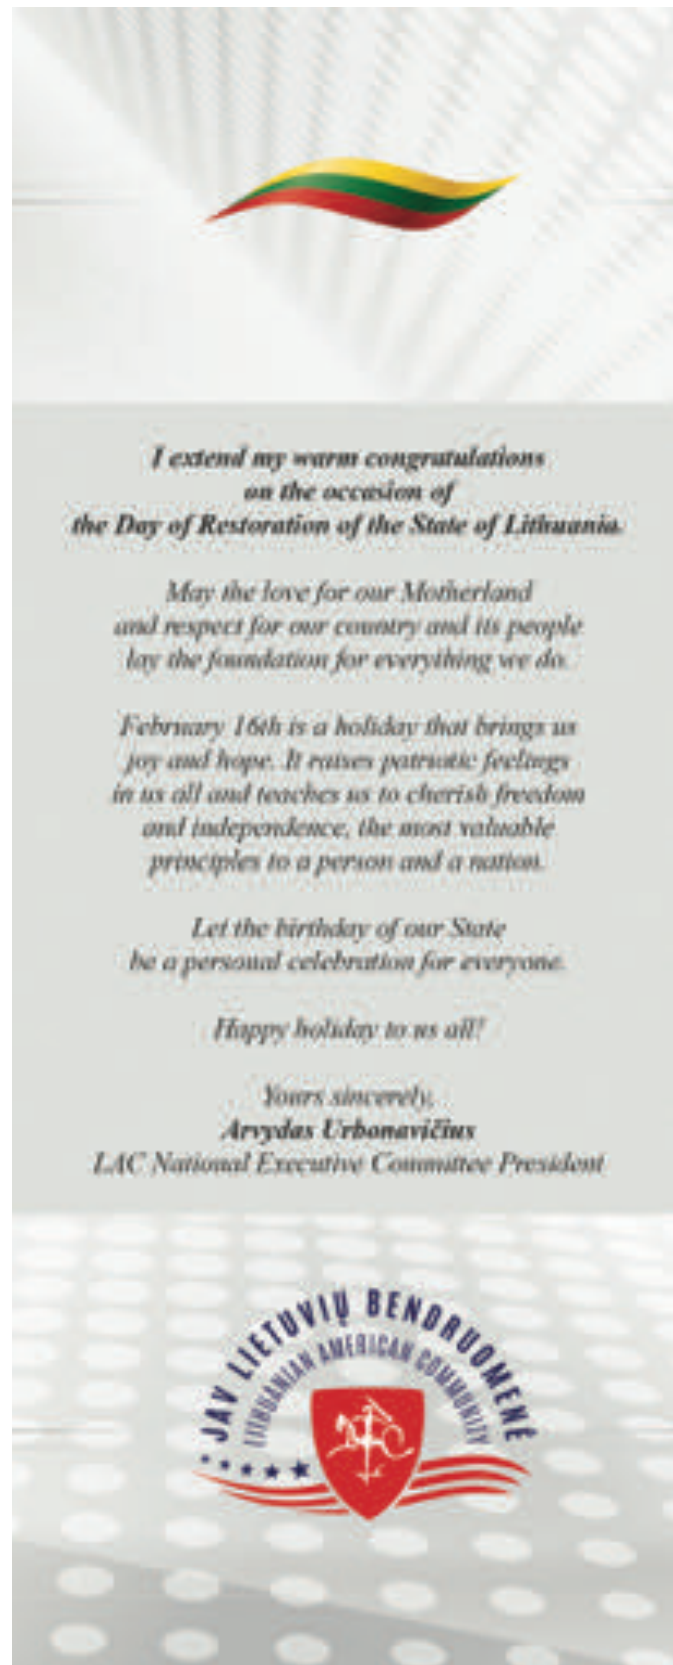 I extend my warm congratulations
on the occasion of
the Day of Restoration of the State of Lithuania.
May the love for our Motherland
and respect for our country and its people
lay the foundation for everything we do.
February 16th is a holiday that brings us
joy and hope. It raises patriotic feelings
in us all and teaches us to cherish freedom
and independence, the most valuable
principles to a person and a nation.
Let the birthday of our State
be a personal celebration for everyone.
Happy holiday to us all!
Yours sincerely,
Arvydas Urbonavičius
LAC National Executive Committee President
JAV LIETUVIŲ BENDRUOMENĖ
LITHUANIAN AMERICAN COMMUNITY